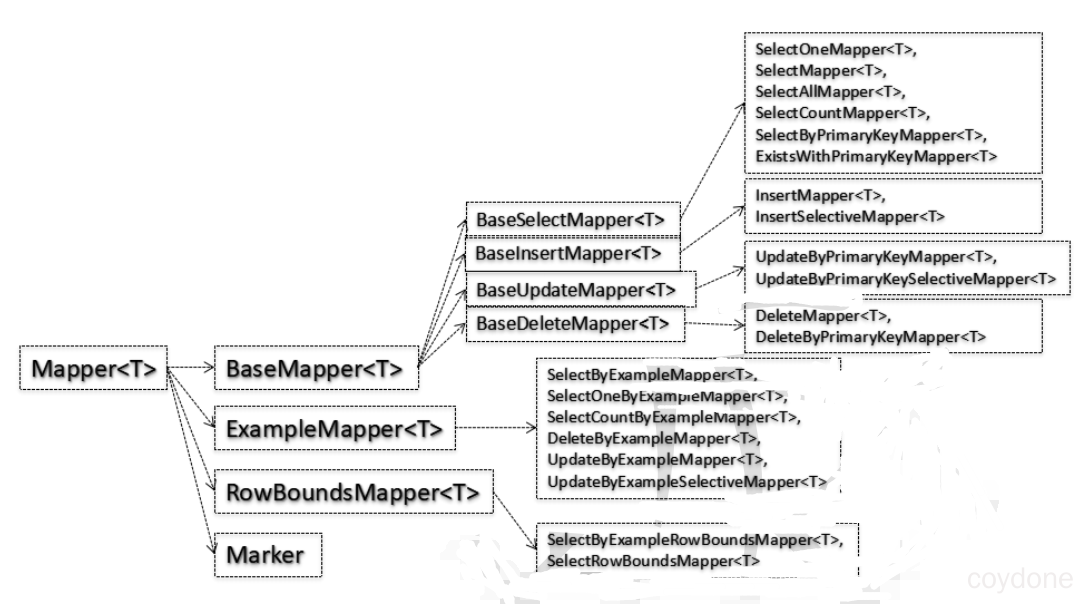 SelectOneMapper<T>,
SelectMapper<T>,
SelectAllMapper<T>,
SelectCountMapper<T>,
SelectByPrimaryKeyMapper<T>,
ExistsWithPrimaryKeyMapper<T>
InsertMapper<T>,
InsertSelectiveMapper<T>
BaseSelectMapper<T>
BaseInsertMapper<T>
BaseUpdateMapper<T>
BaseDeleteMapper<T>
UpdateByPrimaryKeyMapper<T>,
UpdateByPrimaryKeySelectiveMapper<T>
DeleteMapper<T>,
DeleteByPrimaryKeyMapper<T>
Mapper<T>
BaseMapper<T>
ExampleMapper<T>
RowBoundsMapper<T>
Marker
SelectByExampleMapper<T>,
SelectOneByExampleMapper<T>,
SelectCountByExampleMapper<T>,
DeleteByExampleMapper<T>,
UpdateByExampleMapper<T>,
UpdateByExampleSelectiveMapper<T>
SelectByExampleRowBoundsMapper<T>,
SelectRowBoundsMapper<T>
coydone